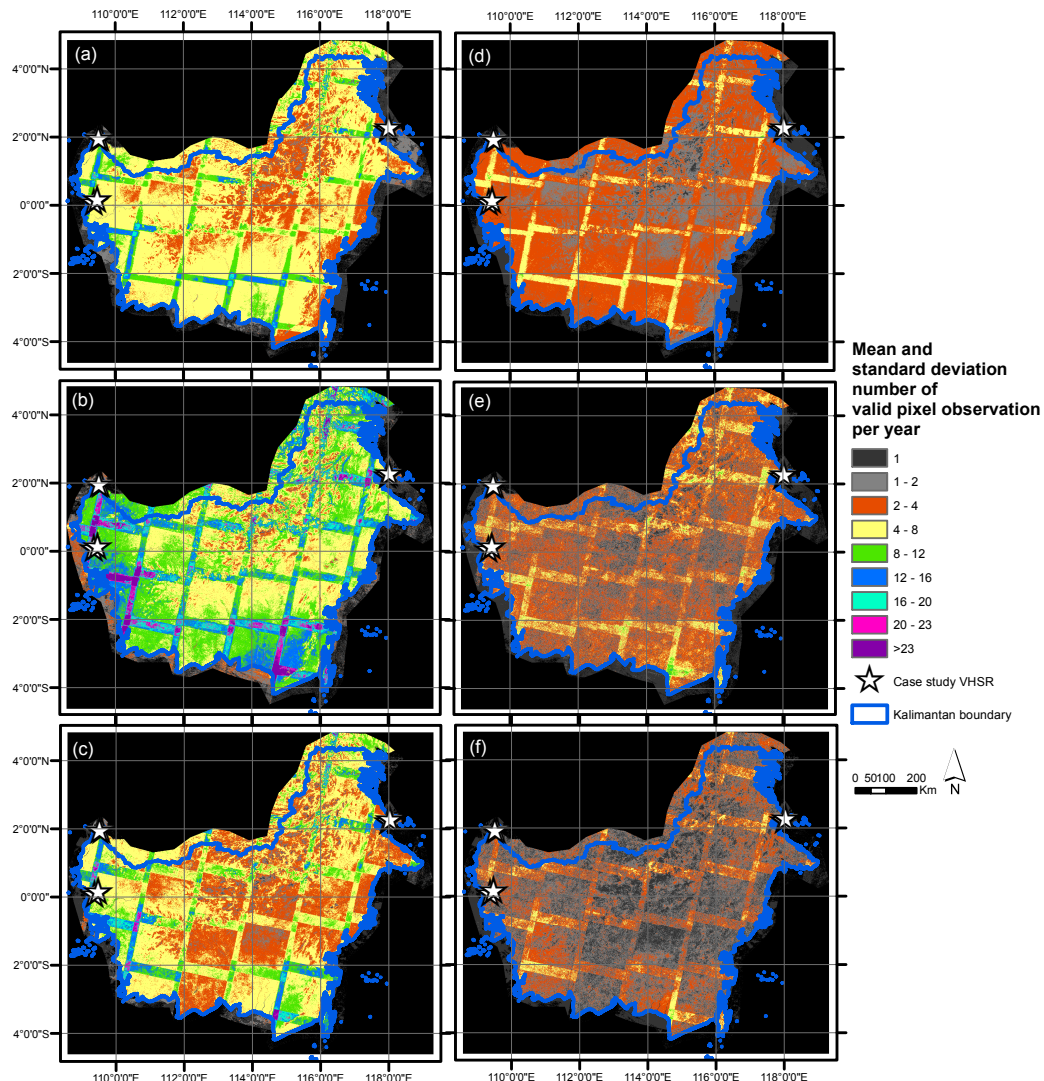 110°0'0"E 112°0'0"E 114°0'0"E 116°0'0"E 118°0'0"E
110°0'0"E 112°0'0"E 114°0'0"E 116°0'0"E 118°0'0"E
(a)
(d)
4°0'0"N
2°0'0"N
0°0'0"
2°0'0"S
4°0'0"S
(b)
(e)
4°0'0"N
2°0'0"N
0°0'0"
2°0'0"S
4°0'0"S
(c)
(f)
4°0'0"N
2°0'0"N
0°0'0"
2°0'0"S
4°0'0"S
110°0'0"E 112°0'0"E 114°0'0"E 116°0'0"E 118°0'0"E
110°0'0"E 112°0'0"E 114°0'0"E 116°0'0"E 118°0'0"E
Mean and
standard deviation
number of
valid pixel observation
per year
1
1 - 2
2 - 4
4 - 8
8 - 12
12 - 16
16 - 20
20 - 23
>23
Case study VHSR
Kalimantan boundary
0 50100 200
Km
N